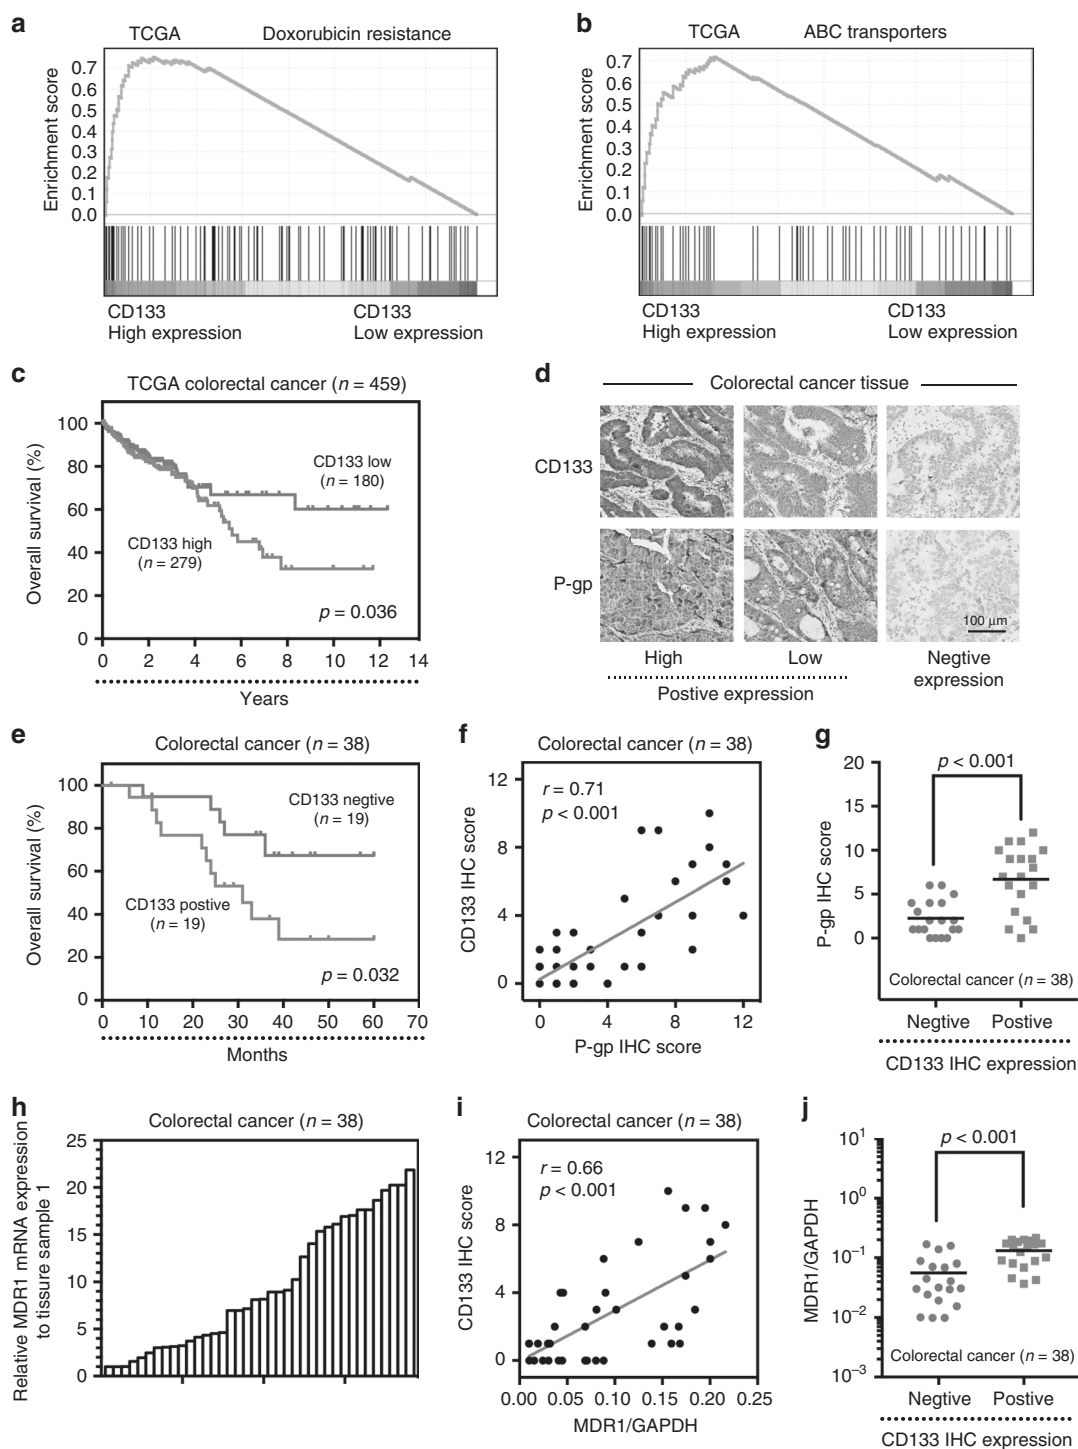 a
TCGA
Doxorubicin resistance
Enrichment score
0.7
0.6
0.5
0.4
0.3
0.2
0.1
0.0
CD133
High expression
CD133
Low expression
b
TCGA
ABC transporters
Enrichment score
0.7
0.6
0.5
0.4
0.3
0.2
0.1
0.0
CD133
High expression
CD133
Low expression
c
TCGA colorectal cancer (n = 459)
Overall survival (%)
100
80
60
40
20
0
CD133 low
(n = 180)
CD133 high
(n = 279)
p = 0.036
0 2 4 6 8 10 12 14
Years
d
Colorectal cancer tissue
CD133
P-gp
100 µm
High
Low
Negtive
expression
Postive expression
e
Colorectal cancer (n = 38)
Overall survival (%)
100
80
60
40
20
0
CD133 negtive
(n = 19)
CD133 postive
(n = 19)
p = 0.032
0 10 20 30 40 50 60 70
Months
f
Colorectal cancer (n = 38)
CD133 IHC score
12
8
4
0
r = 0.71
p < 0.001
0 4 8 12
P-gp IHC score
g
P-gp IHC score
20
15
10
5
0
p < 0.001
Colorectal cancer (n = 38)
Negtive Postive
CD133 IHC expression
h
Colorectal cancer (n = 38)
Relative MDR1 mRNA expression
to tissure sample 1
25
20
15
10
5
0
i
Colorectal cancer (n = 38)
CD133 IHC score
12
8
4
0
r = 0.66
p < 0.001
0.00 0.05 0.10 0.15 0.20 0.25
MDR1/GAPDH
j
MDR1/GAPDH
10¹
10⁰
10⁻¹
10⁻²
10⁻³
p < 0.001
Colorectal cancer (n = 38)
Negtive Postive
CD133 IHC expression